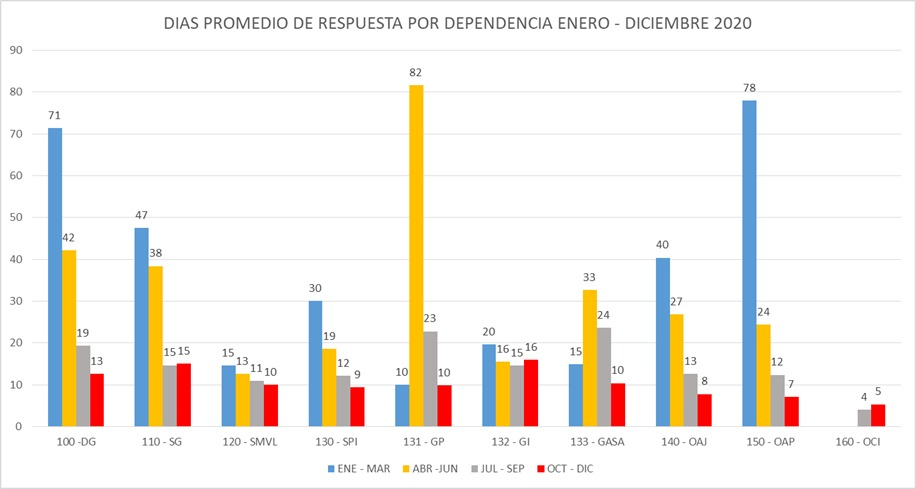 DIAS PROMEDIO DE RESPUESTA POR DEPENDENCIA ENERO - DICIEMBRE 2020
90
80
70
60
50
40
30
20
10
0
71 42 19 13
47 38 15 15
15 13 11 10
30 19 12 9
10 82 23 10
20 16 15 16
15 33 24 10
40 27 13 8
78 24 12 7
4 5
100 -DG 110 - SG 120 - SMVL 130 - SPI 131 - GP 132 - GI 133 - GASA 140 - OAJ 150 - OAP 160 - OCI
ENE - MAR ABR -JUN JUL - SEP OCT - DIC